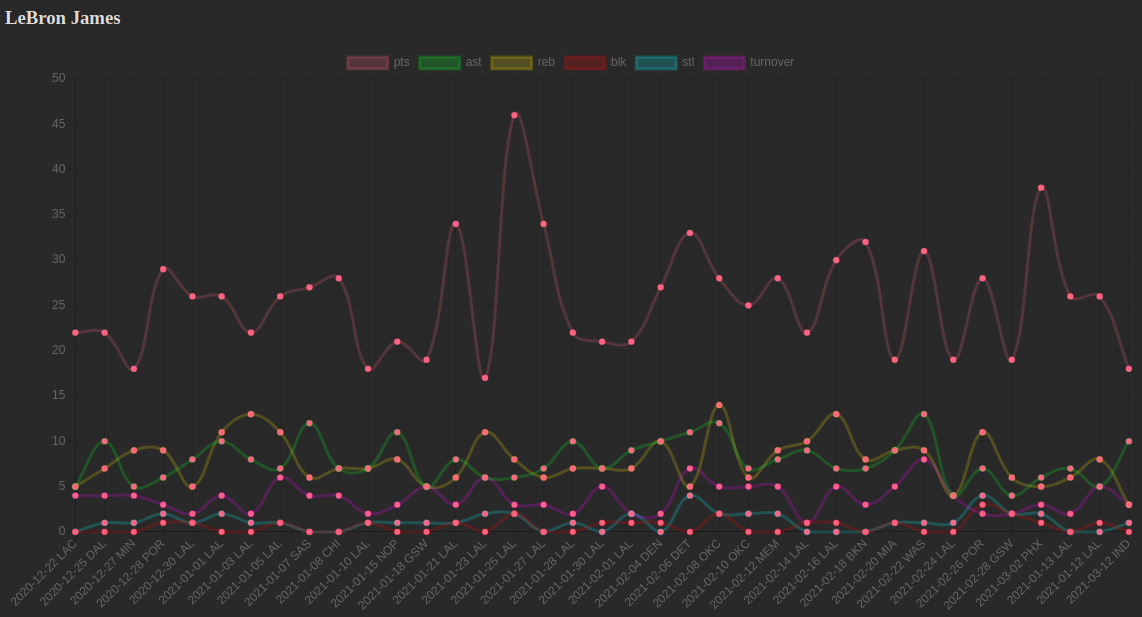 LeBron James
pts ast reb blk stl turnover
50
45
40
35
30
25
20
15
10
5
0
2020-12-22 LAC
2020-12-25 DAL
2020-12-27 MIN
2020-12-28 POR
2020-12-30 LAL
2021-01-01 LAL
2021-01-03 LAL
2021-01-05 LAL
2021-01-07 SAS
2021-01-08 CHI
2021-01-10 LAL
2021-01-15 NOP
2021-01-18 GSW
2021-01-21 LAL
2021-01-23 LAL
2021-01-25 LAL
2021-01-27 LAL
2021-01-28 LAL
2021-01-30 LAL
2021-02-01 LAL
2021-02-04 DEN
2021-02-06 DET
2021-02-08 OKC
2021-02-10 OKC
2021-02-12 MEM
2021-02-14 LAL
2021-02-16 LAL
2021-02-18 BKN
2021-02-20 MIA
2021-02-22 WAS
2021-02-24 LAL
2021-02-26 POR
2021-02-28 GSW
2021-03-02 PHX
2021-01-13 LAL
2021-01-12 LAL
2021-03-12 IND